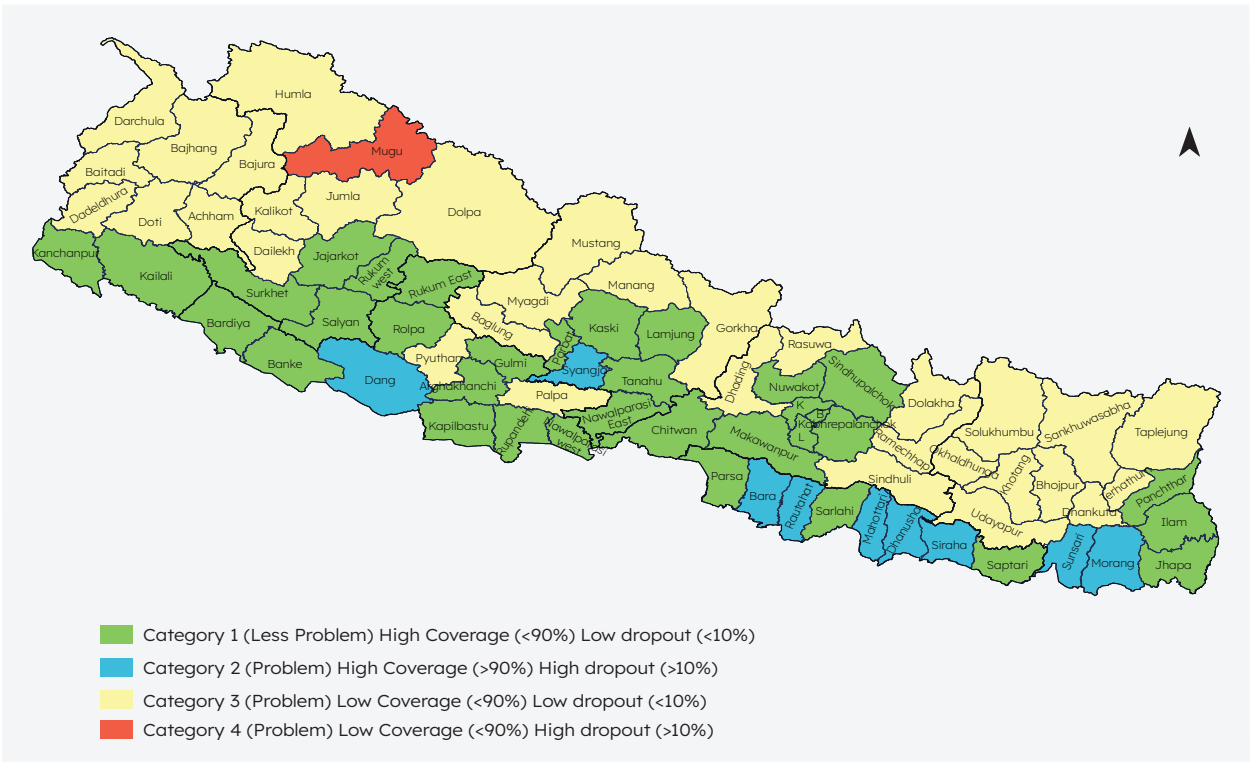 Humla
Darchula
Bajhang
Mugu
Bajura
Baitadi
Jumla
Dadeldhura
Kalikot
Dolpa
Achham
Doti
Mustang
Dailekh
Kanchanpur
Jajarkot
Rukum
west
Kailali
Rukum East
Manang
Surkhet
Myagdi
Bardiya
Salyan
Rolpa
Baglung
Kaski
Gorkha
Lamjung
Rasuwa
Parbat
Pyuthan
Gulmi
Banke
Syangja
Dang
Tanahu
Dhading
Nuwakot
Sindhupalchok
Arghakhanchi
Palpa
Dolakha
K
B
Nawalparasi
East
Kapilbastu
Rupandehi
Nawalparasi
west
Chitwan
Makawanpur
L
Kabhrepalanchok
Ramechhap
Solukhumbu
Sankhuwasabha
Taplejung
Okhaldhunga
Khotang
Bhojpur
Terhathum
Panchthar
Parsa
Bara
Rautahat
Sarlahi
Sindhuli
Mahottari
Dhanusha
Siraha
Udayapur
Dhankuta
Saptari
Sunsari
Morang
Ilam
Jhapa
Category 1 (Less Problem) High Coverage (<90%) Low dropout (<10%)
Category 2 (Problem) High Coverage (>90%) High dropout (>10%)
Category 3 (Problem) Low Coverage (<90%) Low dropout (<10%)
Category 4 (Problem) Low Coverage (<90%) High dropout (>10%)